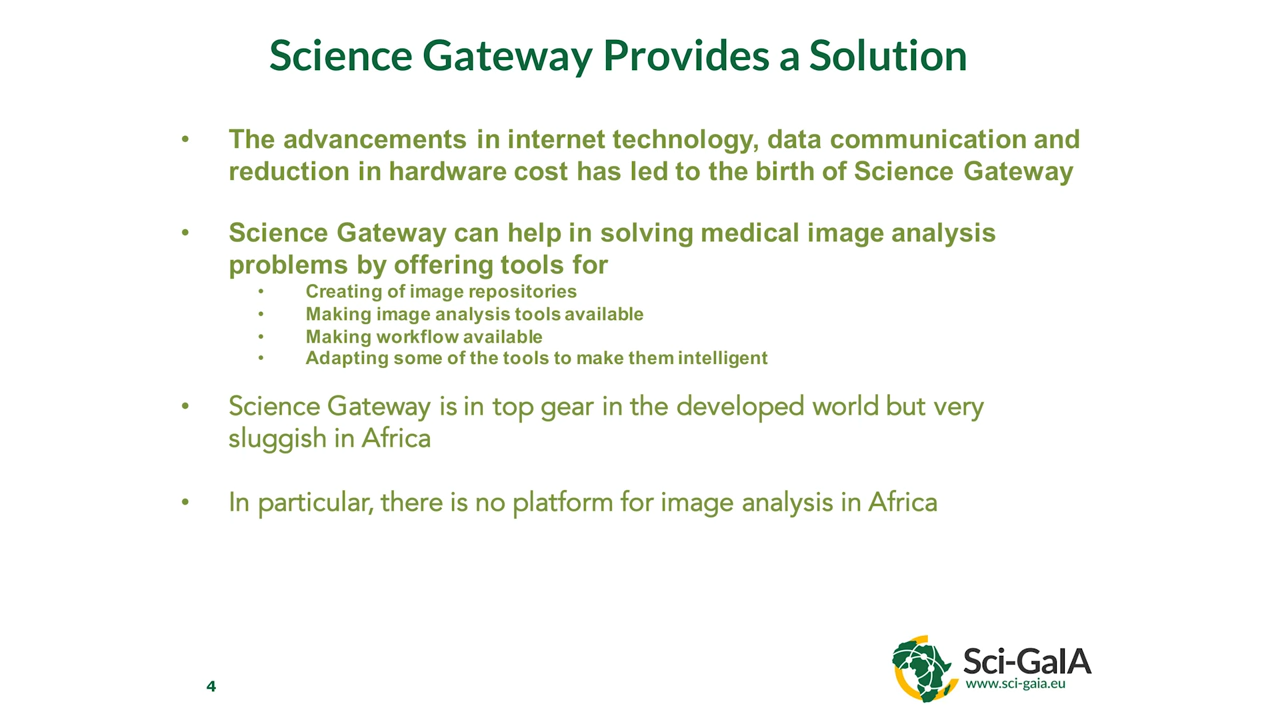 Science Gateway Provides a Solution
• The advancements in internet technology, data communication and
reduction in hardware cost has led to the birth of Science Gateway
• Science Gateway can help in solving medical image analysis
problems by offering tools for
• Creating of image repositories
• Making image analysis tools available
• Making workflow available
• Adapting some of the tools to make them intelligent
• Science Gateway is in top gear in the developed world but very
sluggish in Africa
• In particular, there is no platform for image analysis in Africa
4
Sci-GaIA
www.sci-gaia.eu